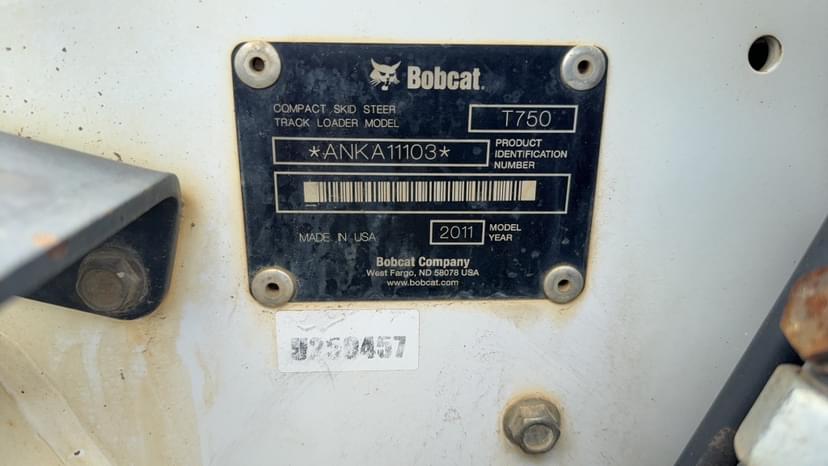 Bobcat.
COMPACT SKID STEER
TRACK LOADER MODEL
T750
*ANKA11103*
PRODUCT
IDENTIFICATION
NUMBER
MADE IN USA
2011
MODEL
YEAR
Bobcat Company
West Fargo, ND 58078 USA
www.bobcat.com